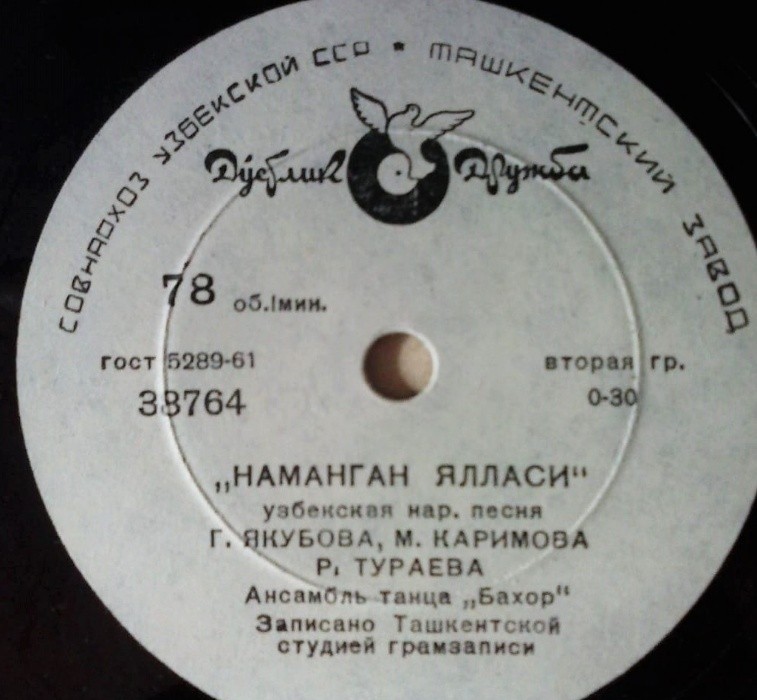 СОВНАРХОЗ УЗБЕКСКОЙ ССР * ТАШКЕНТСКИЙ ЗАВОД
Дўстлик Дружба
78 об./мин.
гост 5289-61 вторая гр.
38764 0-30
„НАМАНГАН ЯЛЛАСИ“
узбекская нар. песня
Г. ЯКУБОВА, М. КАРИМОВА
Р. ТУРАЕВА
Ансамбль танца „Бахор“
Записано Ташкентской
студией грамзаписи